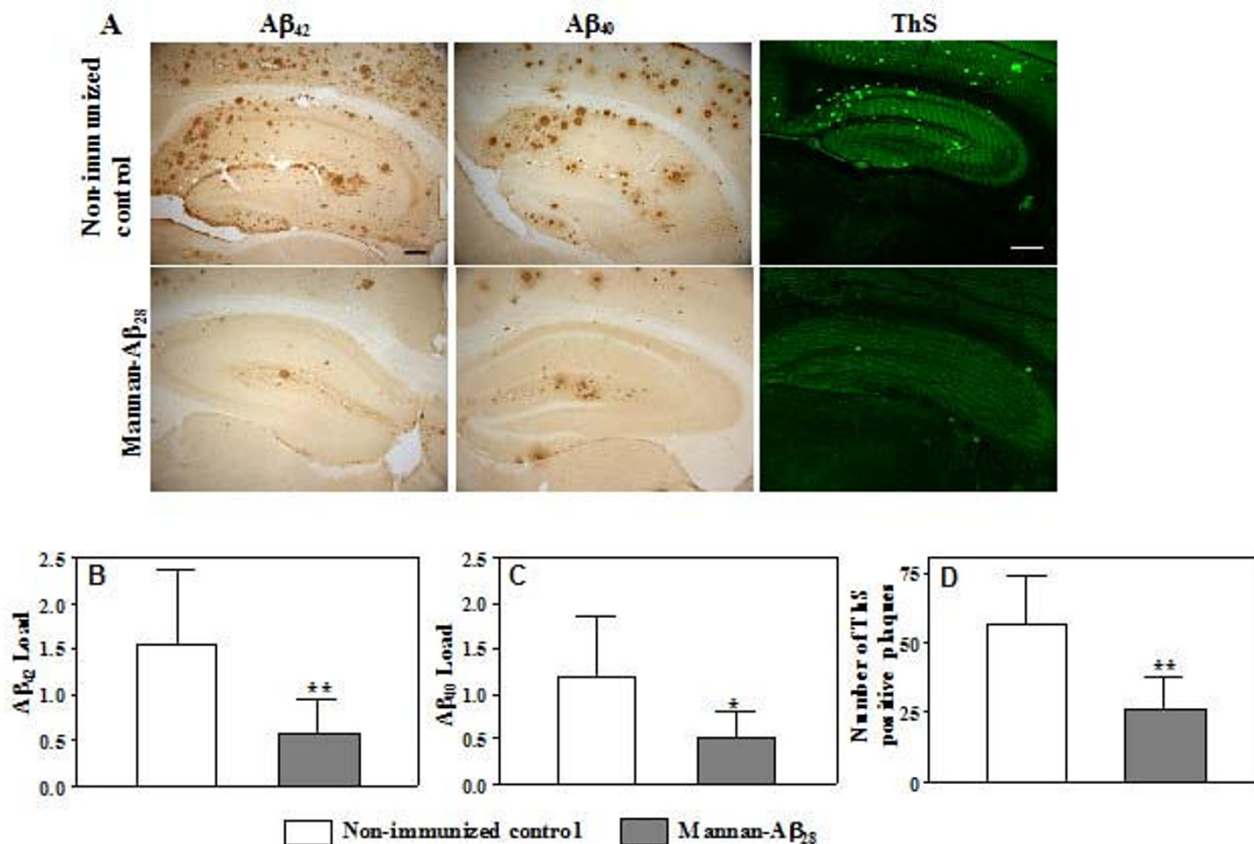 A
Aβ₄₂
Aβ₄₀
ThS
Non-immunized
control
Mannan-Aβ₂₈
B
Aβ₄₂ Load
2.5
2.0
1.5
1.0
0.5
0.0
**
C
Aβ₄₀ Load
2.5
2.0
1.5
1.0
0.5
0.0
*
D
Number of ThS
positive plaques
75
50
25
0
**
Non-immunized control
Mannan-Aβ₂₈